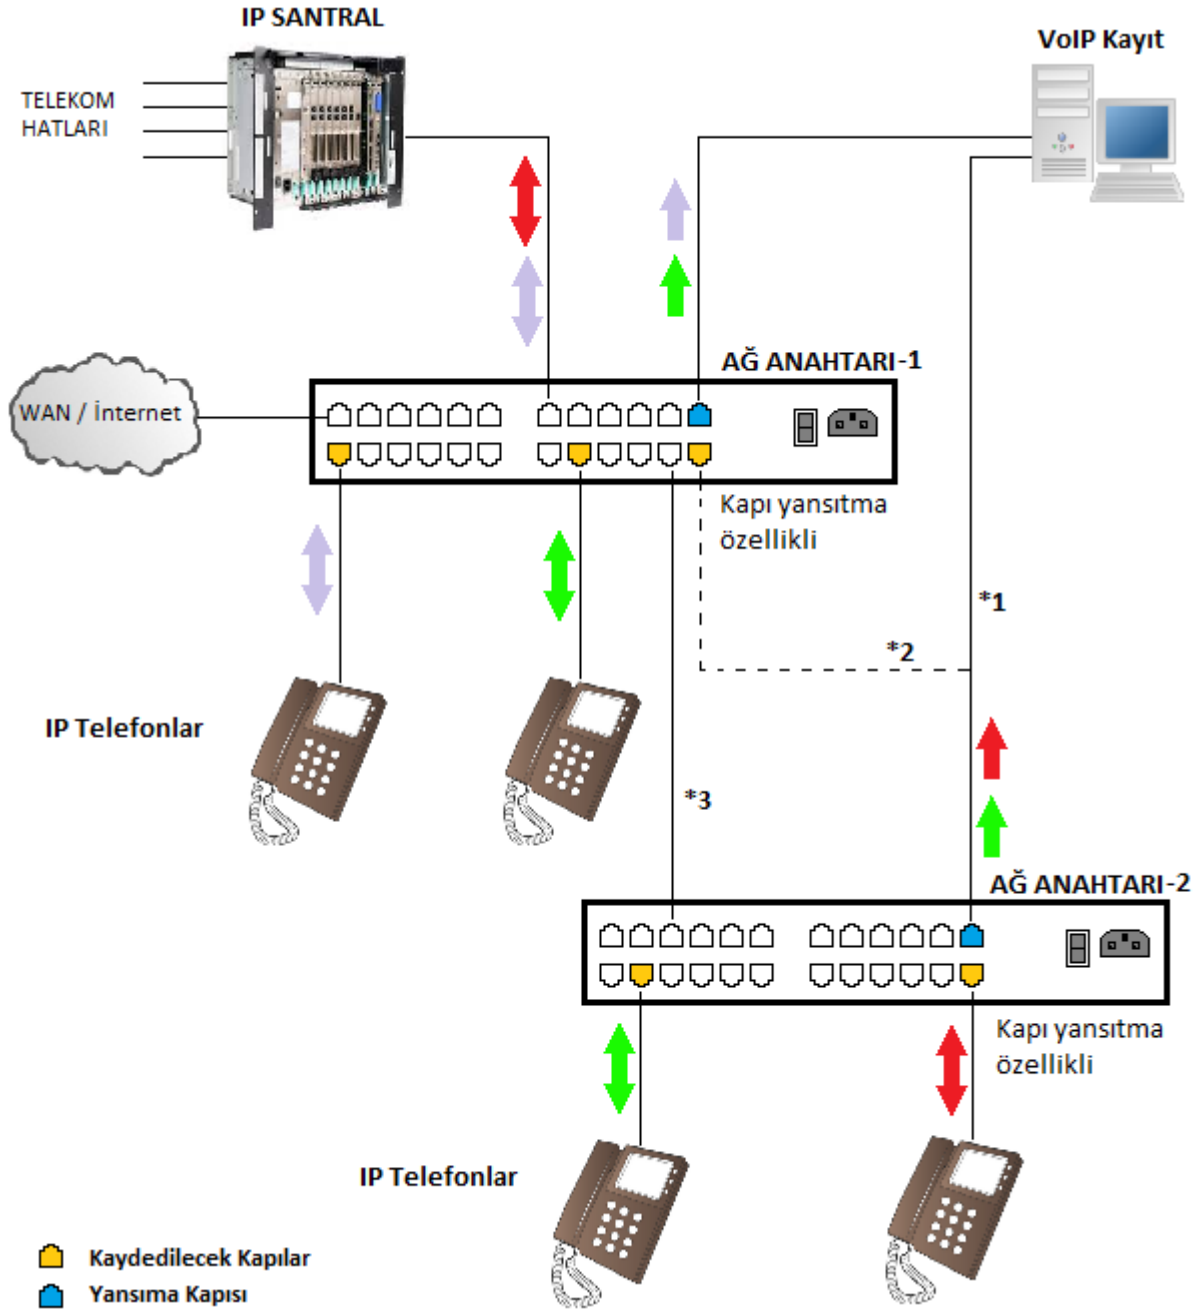 IP SANTRAL
VoIP Kayıt
TELEKOM
HATLARI
AĞ ANAHTARI-1
WAN / İnternet
Kapı yansıtma
özellikli
*1
*2
IP Telefonlar
*3
AĞ ANAHTARI-2
Kapı yansıtma
özellikli
IP Telefonlar
Kaydedilecek Kapılar
Yansıma Kapısı